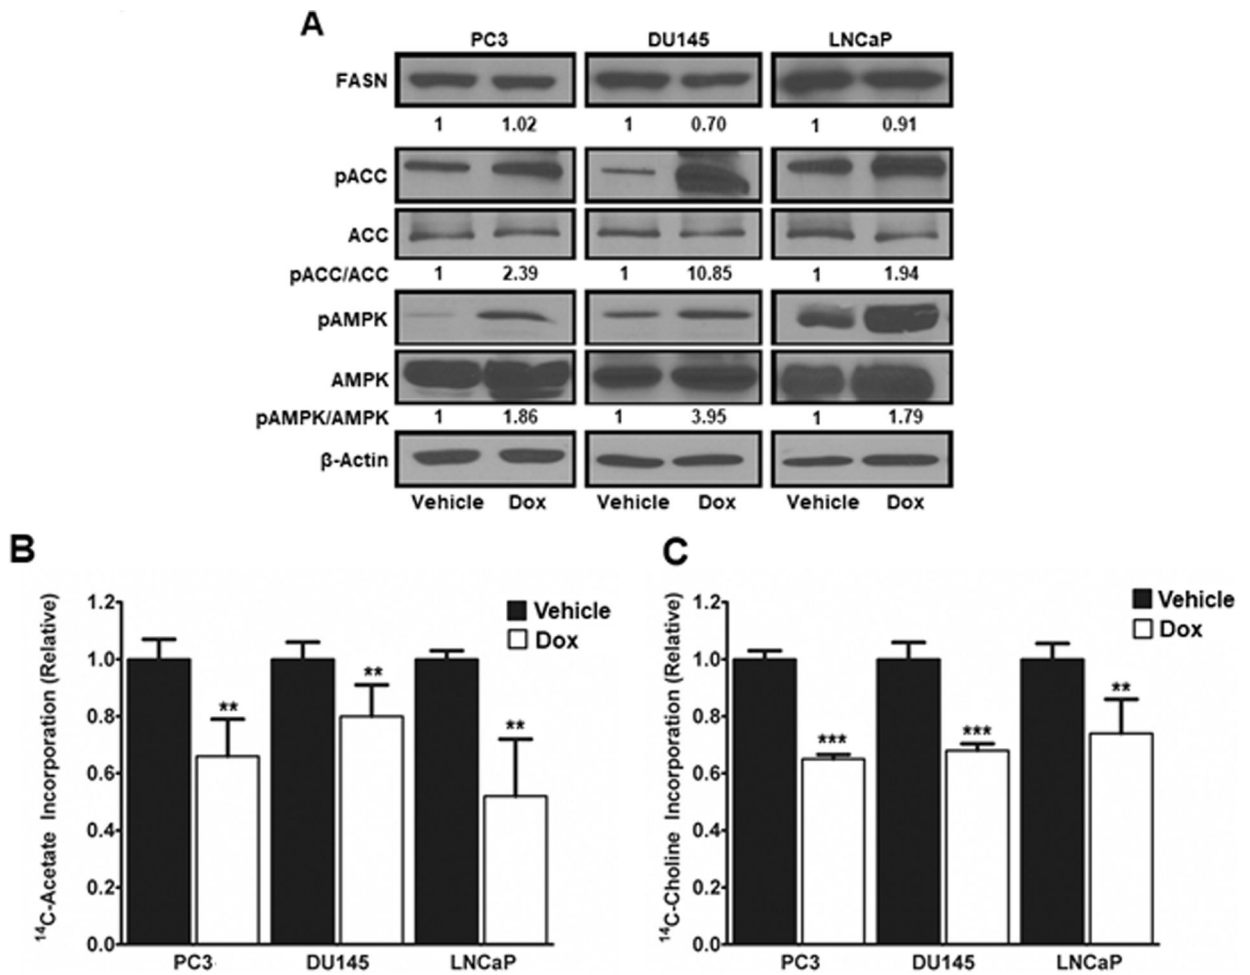 A
PC3 DU145 LNCaP
FASN
1 1.02 1 0.70 1 0.91
pACC
ACC
pACC/ACC 1 2.39 1 10.85 1 1.94
pAMPK
AMPK
pAMPK/AMPK 1 1.86 1 3.95 1 1.79
β-Actin
Vehicle Dox Vehicle Dox Vehicle Dox
B
14C-Acetate Incorporation (Relative)
1.2
1.0
0.8
0.6
0.4
0.2
0.0
Vehicle
Dox
** ** **
PC3 DU145 LNCaP
C
14C-Choline Incorporation (Relative)
1.2
1.0
0.8
0.6
0.4
0.2
0.0
Vehicle
Dox
*** *** **
PC3 DU145 LNCaP